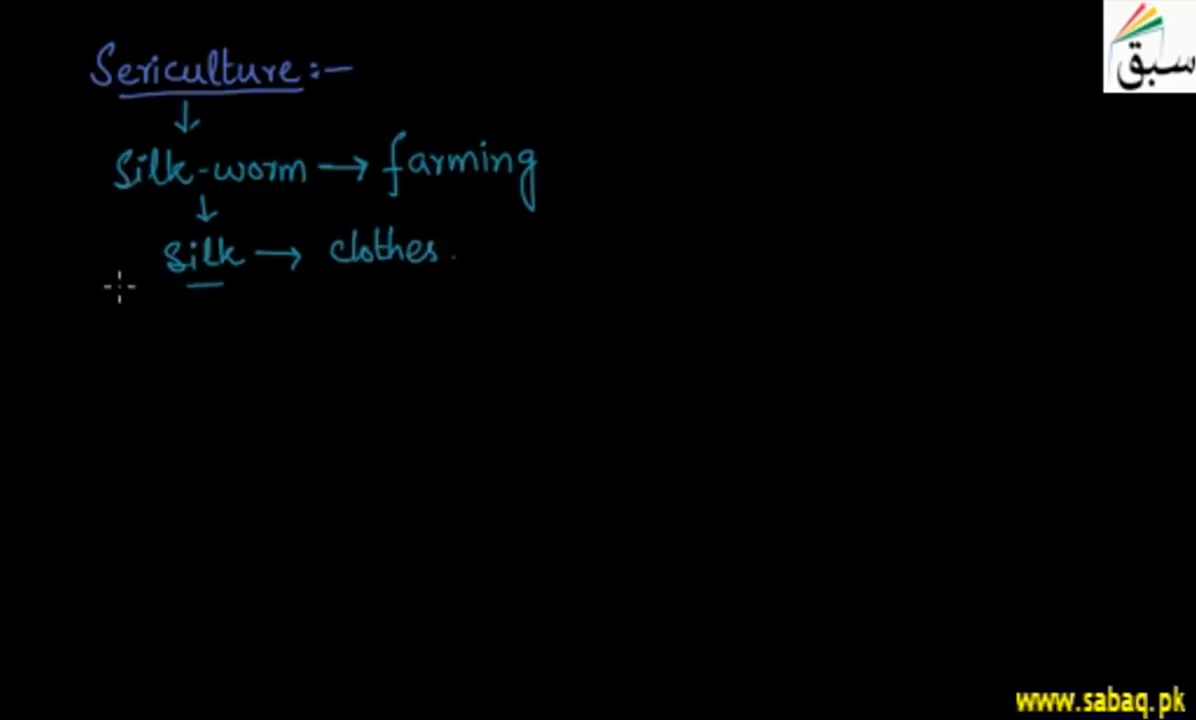 سبق
Sericulture :-
↓
Silk-worm → farming
↓
Silk → clothes.
www.sabaq.pk